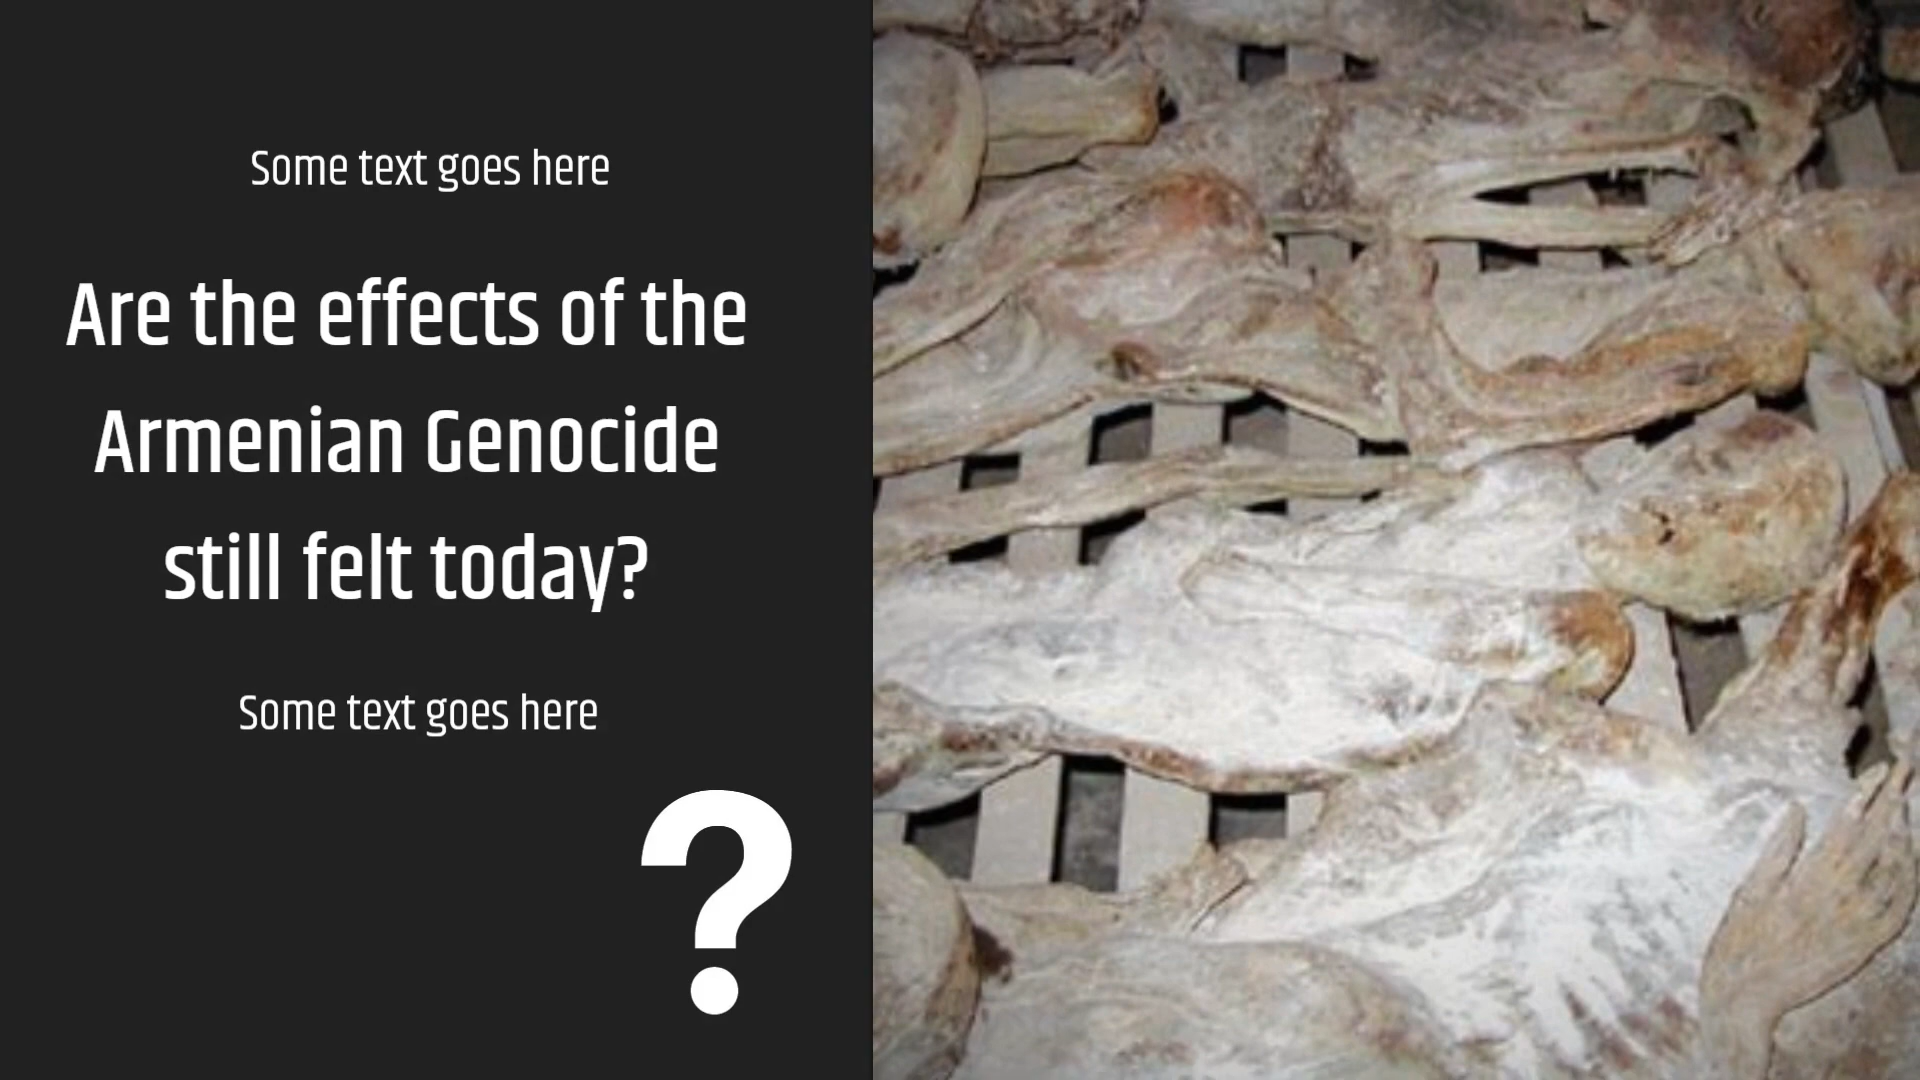 Some text goes here
Are the effects of the
Armenian Genocide
still felt today?
Some text goes here
?